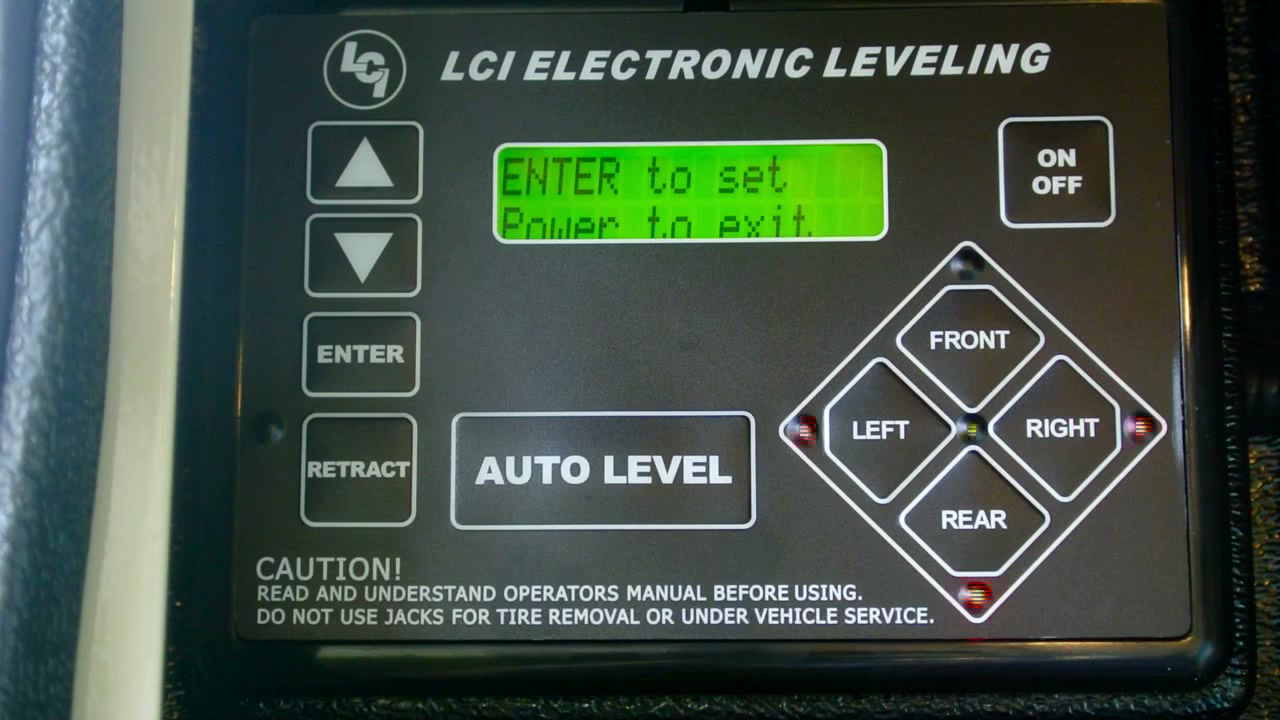 LCI
LCI ELECTRONIC LEVELING
ENTER to set
Power to exit
ON
OFF
ENTER
RETRACT
AUTO LEVEL
FRONT
LEFT
RIGHT
REAR
CAUTION!
READ AND UNDERSTAND OPERATORS MANUAL BEFORE USING.
DO NOT USE JACKS FOR TIRE REMOVAL OR UNDER VEHICLE SERVICE.